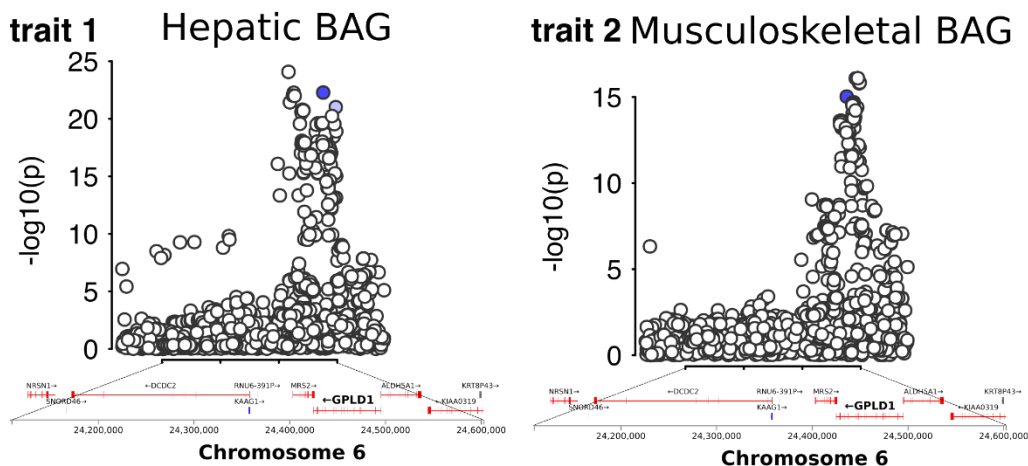 trait 1 Hepatic BAG
25
20
15
10
5
0
-log10(p)
NRSN1→ ←DCDC2 RNU6-391P→ MRS2→ ALDH5A1→ KRT8P43→
SNORD46→ KAAG1→ ←GPLD1 ←KIAA0319
24,200,000 24,300,000 24,400,000 24,500,000 24,600,000
Chromosome 6
trait 2 Musculoskeletal BAG
15
10
5
0
-log10(p)
NRSN1→ ←DCDC2 RNU6-391P→ MRS2→ ALDH5A1→ KRT8P43→
SNORD46→ KAAG1→ ←GPLD1 ←KIAA0319
24,200,000 24,300,000 24,400,000 24,500,000 24,600,000
Chromosome 6